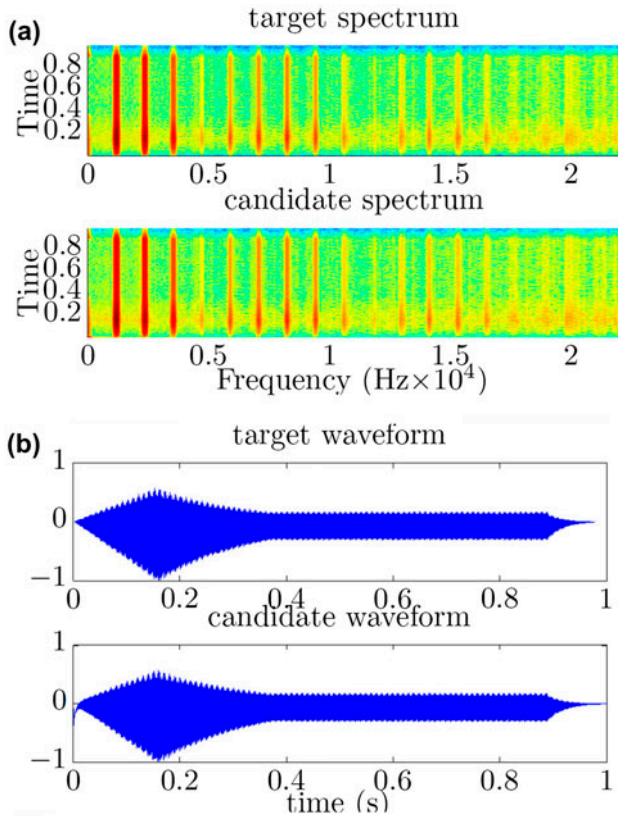 (a)
target spectrum
Time
0.8
0.6
0.4
0.2
0 0.5 1 1.5 2
candidate spectrum
Time
0.8
0.6
0.4
0.2
0 0.5 1 1.5 2
Frequency (Hz×10⁴)
(b)
target waveform
1
0
−1
0 0.2 0.4 0.6 0.8 1
candidate waveform
1
0
−1
0 0.2 0.4 0.6 0.8 1
time (s)